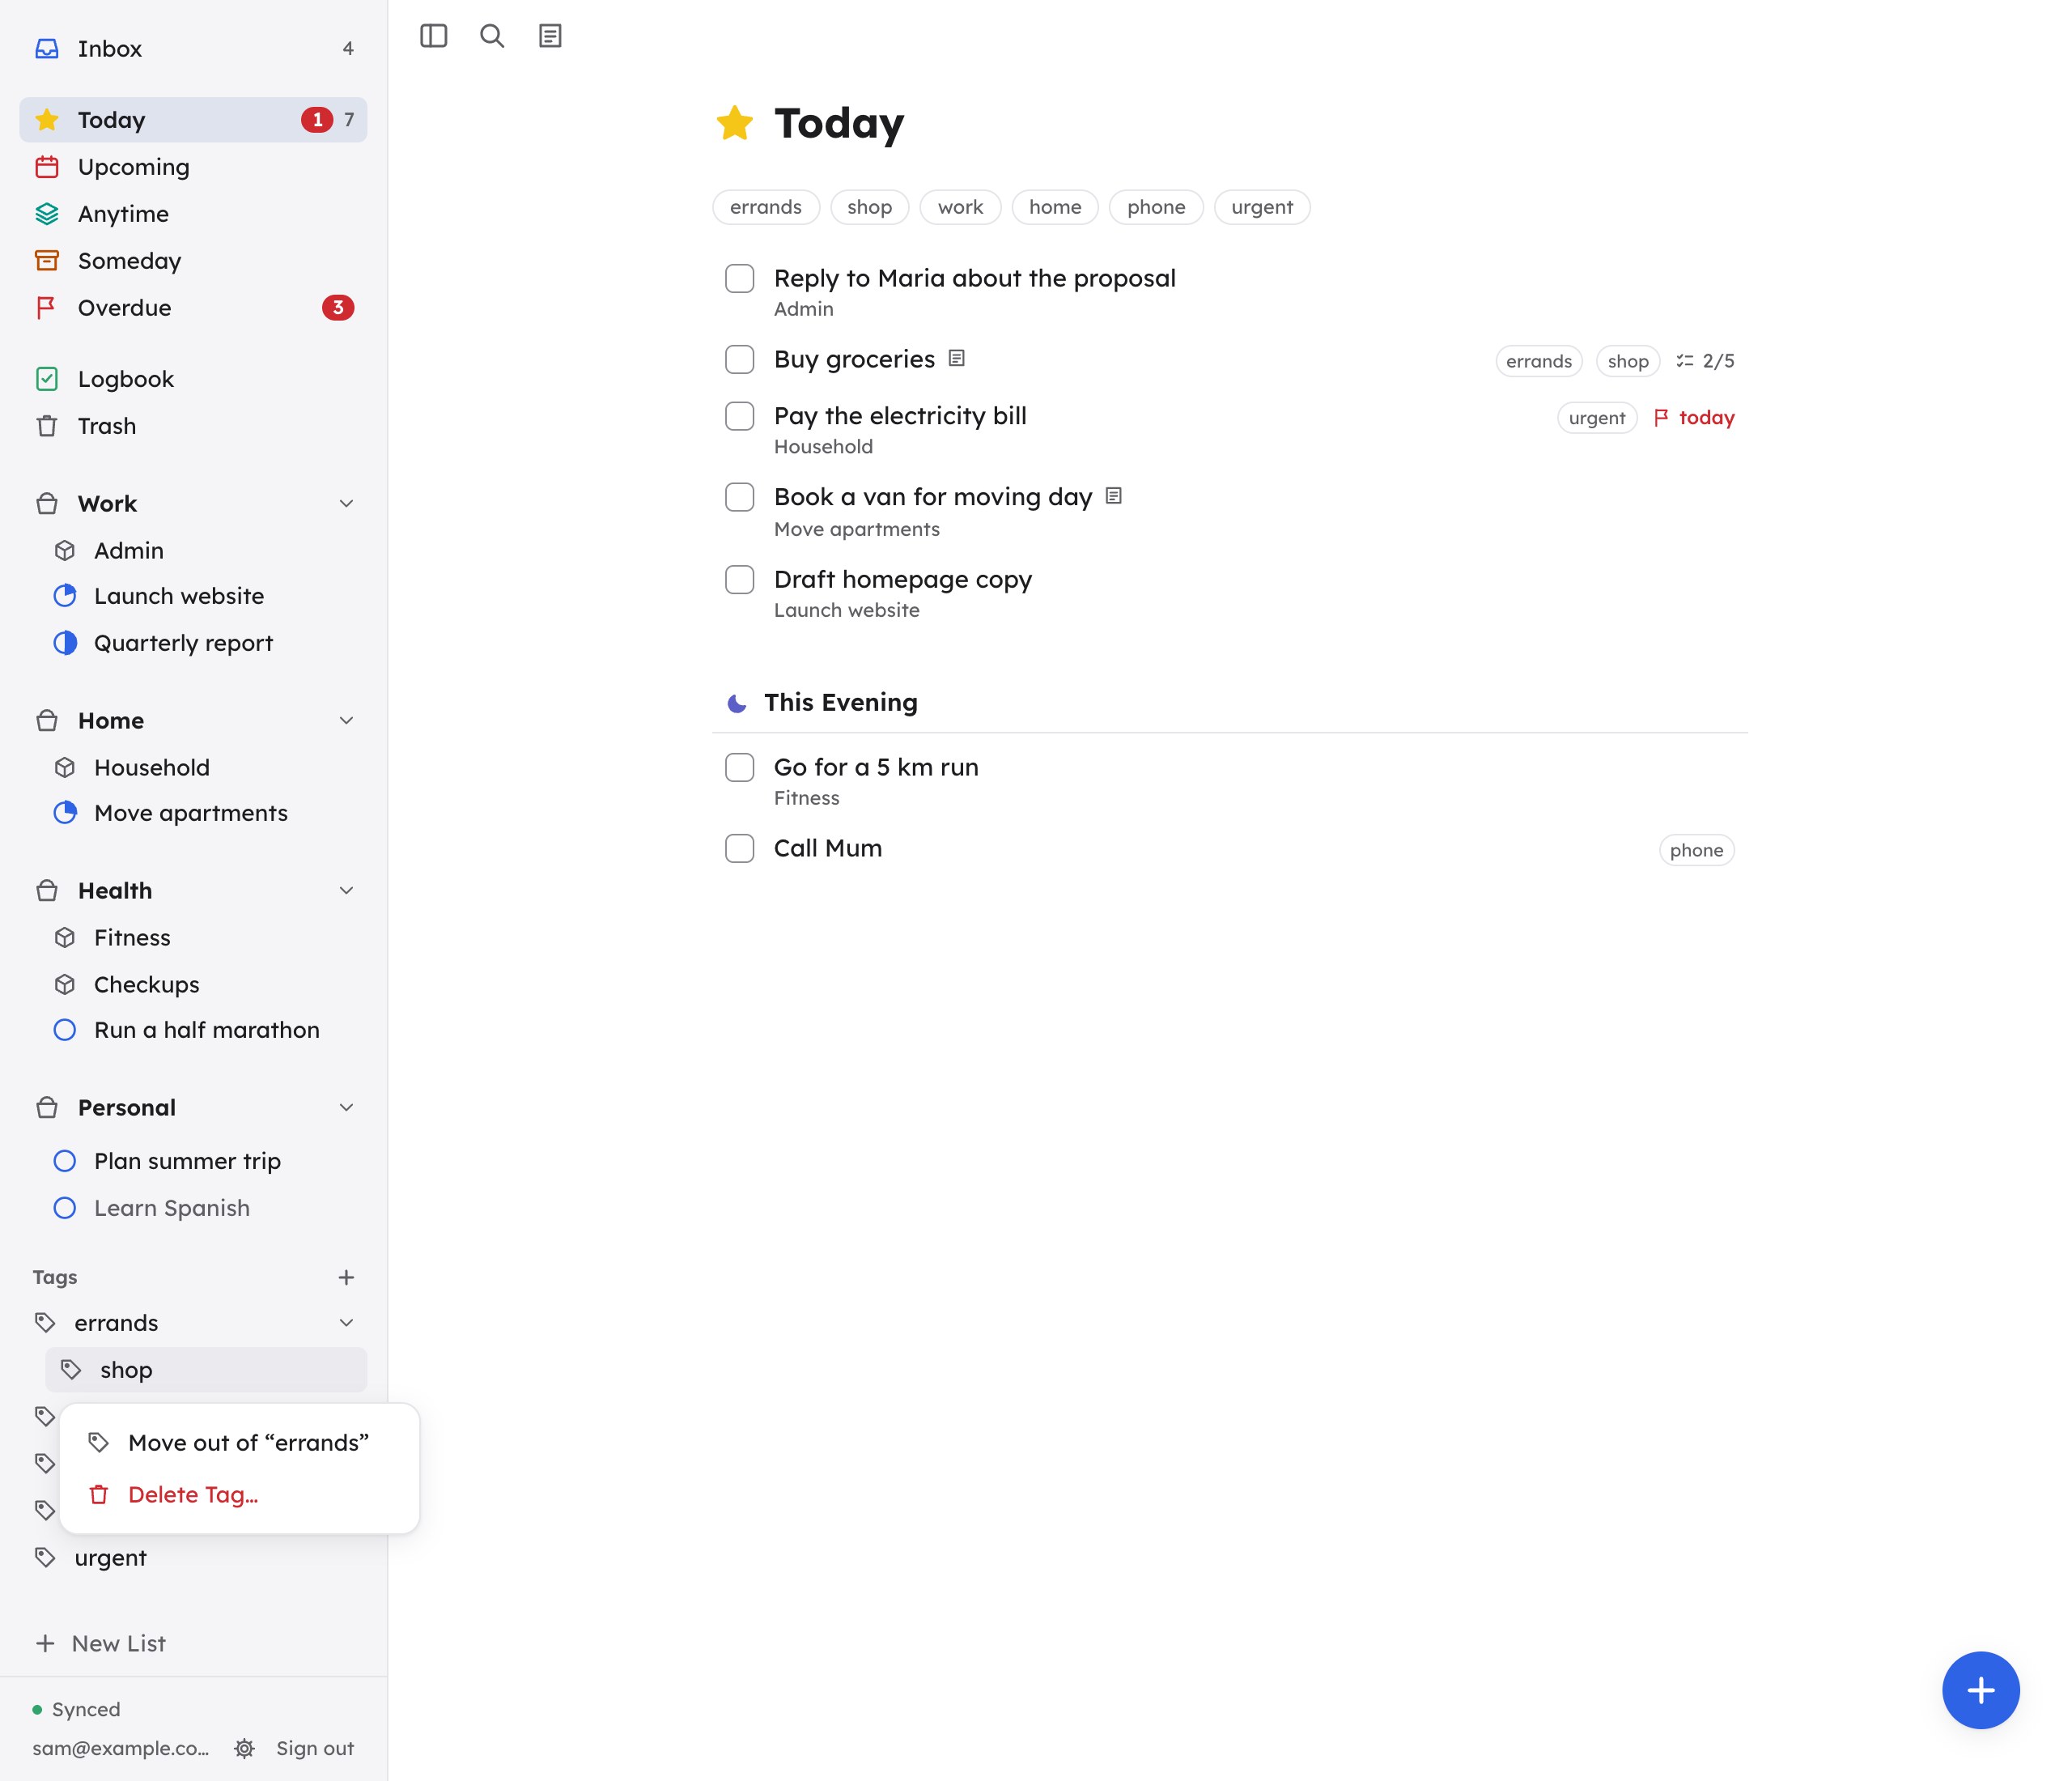 Inbox 4
Today 1 7
Upcoming
Anytime
Someday
Overdue 3
Logbook
Trash
Work
Admin
Launch website
Quarterly report
Home
Household
Move apartments
Health
Fitness
Checkups
Run a half marathon
Personal
Plan summer trip
Learn Spanish
Tags
errands
shop
Move out of “errands”
Delete Tag…
urgent
New List
Synced
sam@example.co… Sign out
Today
errands shop work home phone urgent
Reply to Maria about the proposal
Admin
Buy groceries errands shop 2/5
Pay the electricity bill urgent today
Household
Book a van for moving day
Move apartments
Draft homepage copy
Launch website
This Evening
Go for a 5 km run
Fitness
Call Mum phone